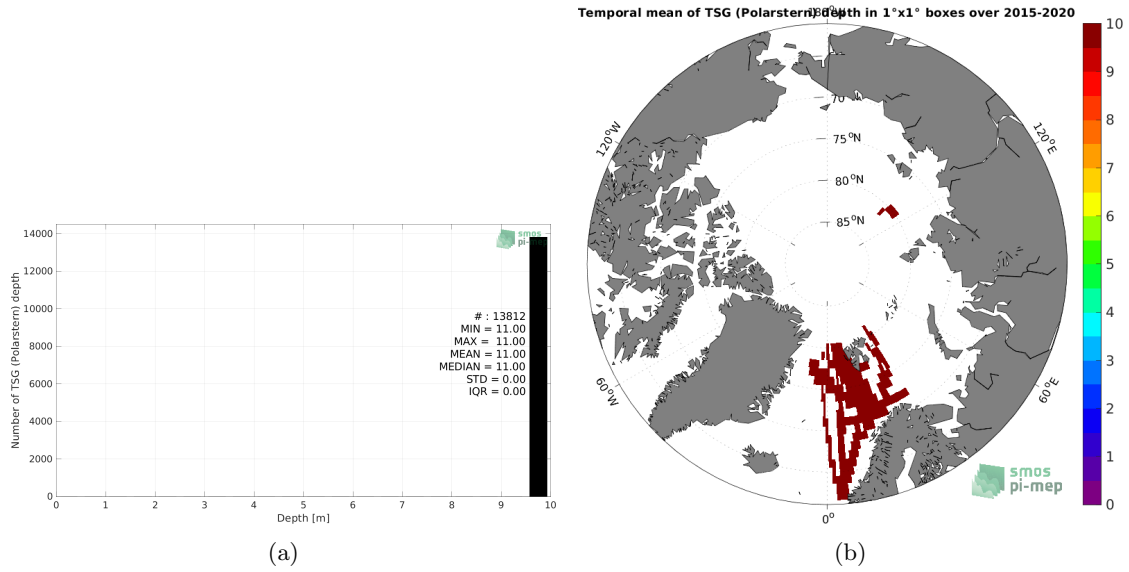 Temporal mean of TSG (Polarstern) depth in 1°x1° boxes over 2015-2020
180°W
10
9
8
7
6
5
4
3
2
1
0
120°W
120°E
70°N
75°N
80°N
85°N
60°W
60°E
0°
smos
pi-mep
Number of TSG (Polarstern) depth
14000
12000
10000
8000
6000
4000
2000
0
smos
pi-mep
# : 13812
MIN = 11.00
MAX = 11.00
MEAN = 11.00
MEDIAN = 11.00
STD = 0.00
IQR = 0.00
0 1 2 3 4 5 6 7 8 9 10
Depth [m]
(a)
(b)